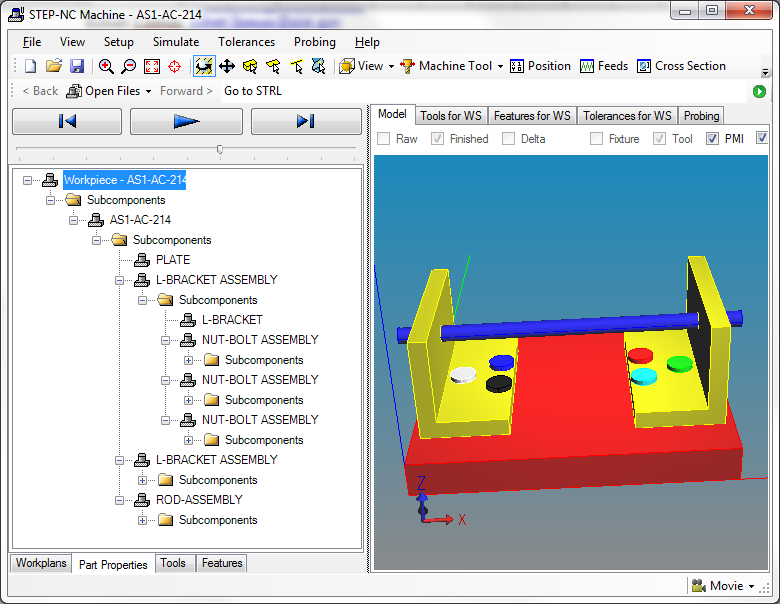 STEP-NC Machine - AS1-AC-214
File View Setup Simulate Tolerances Probing Help
View Machine Tool Position Feeds Cross Section
< Back Open Files Forward > Go to STRL
Model Tools for WS Features for WS Tolerances for WS Probing
Raw Finished Delta Fixture Tool PMI
Workpiece - AS1-AC-214
Subcomponents
AS1-AC-214
Subcomponents
PLATE
L-BRACKET ASSEMBLY
Subcomponents
L-BRACKET
NUT-BOLT ASSEMBLY
Subcomponents
NUT-BOLT ASSEMBLY
Subcomponents
NUT-BOLT ASSEMBLY
Subcomponents
L-BRACKET ASSEMBLY
Subcomponents
ROD-ASSEMBLY
Subcomponents
Z
X
Workplans Part Properties Tools Features
Movie